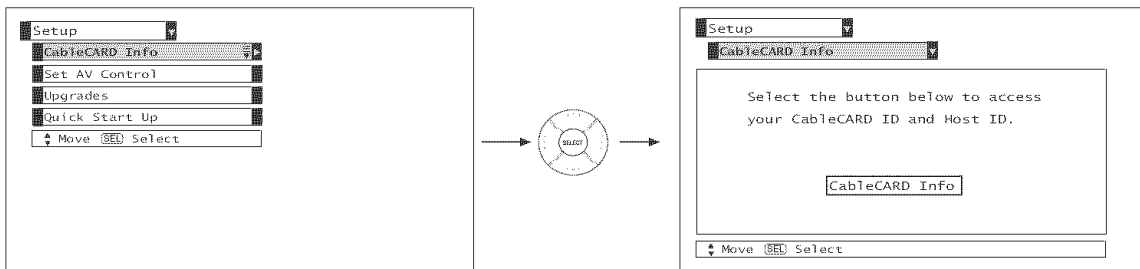 Setup
CableCARD Info
Set AV Control
Upgrades
Quick Start Up
Move SEL Select
SELECT
Setup
CableCARD Info
Select the button below to access
your CableCARD ID and Host ID.
CableCARD Info
Move SEL Select